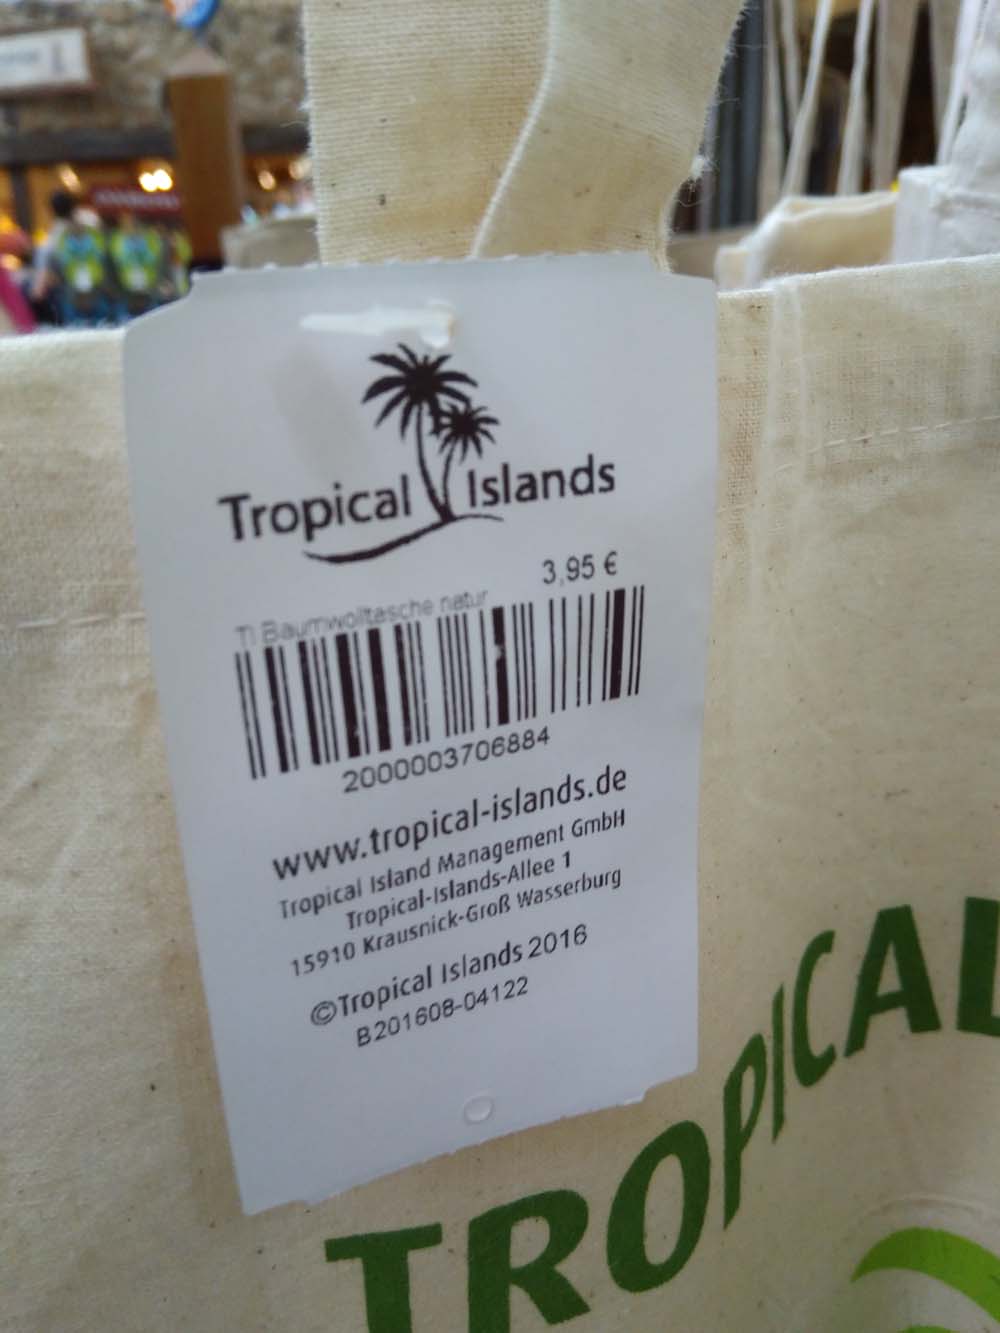 Tropical Islands
3,95 €
TI Baumwolltasche natur
2000003706884
www.tropical-islands.de
Tropical Island Management GmbH
Tropical-Islands-Allee 1
15910 Krausnick-Groß Wasserburg
©Tropical Islands 2016
B201608-04122
TROPICAL